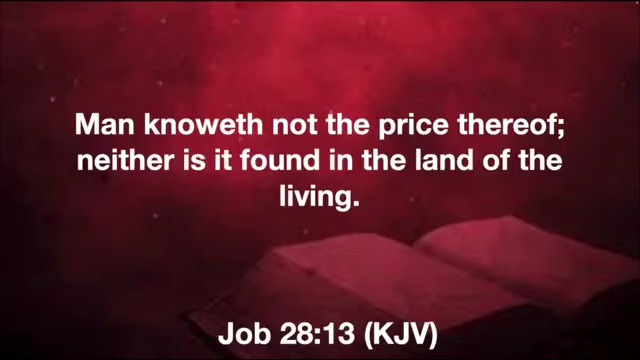 Man knoweth not the price thereof;
neither is it found in the land of the
living.
Job 28:13 (KJV)